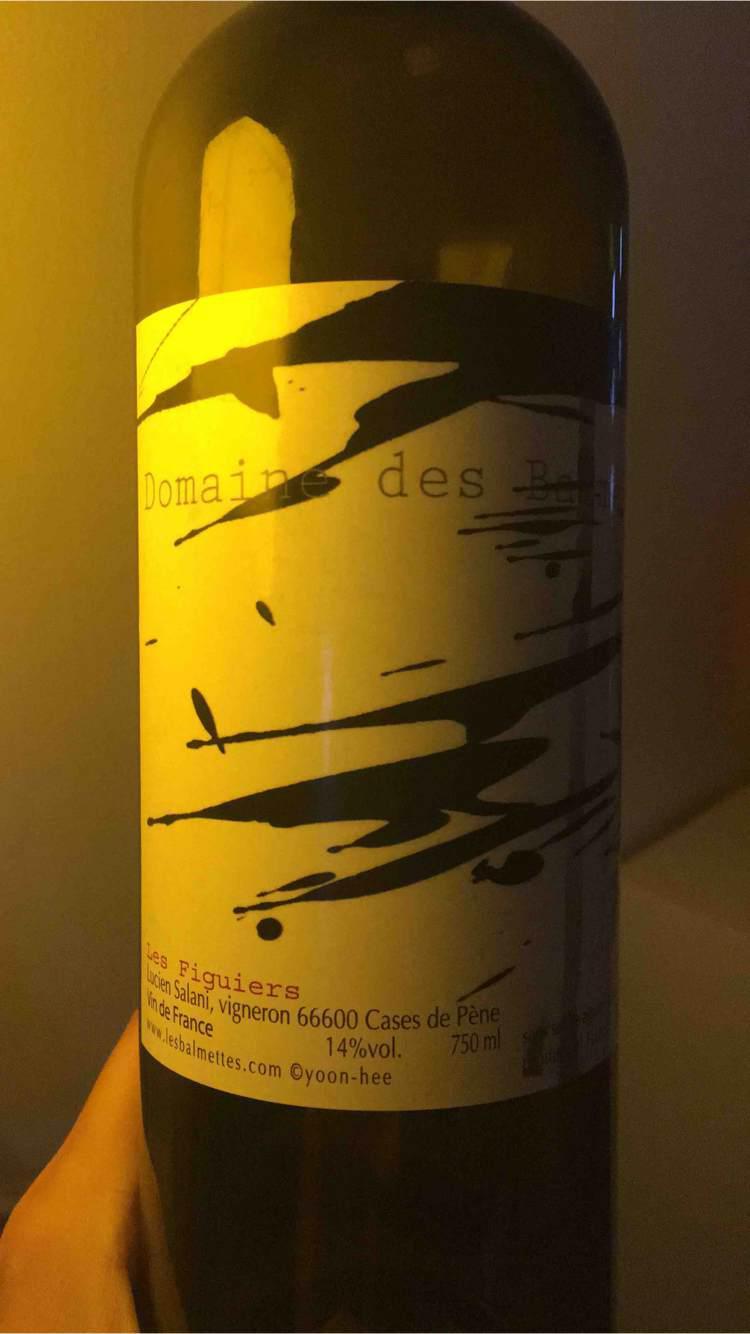 Domaine des
Les Figuiers
Lucien Salani, vigneron 66600 Cases de Pène
Vin de France
14%vol.
750 ml
www.lesbalmettes.com ©yoon-hee